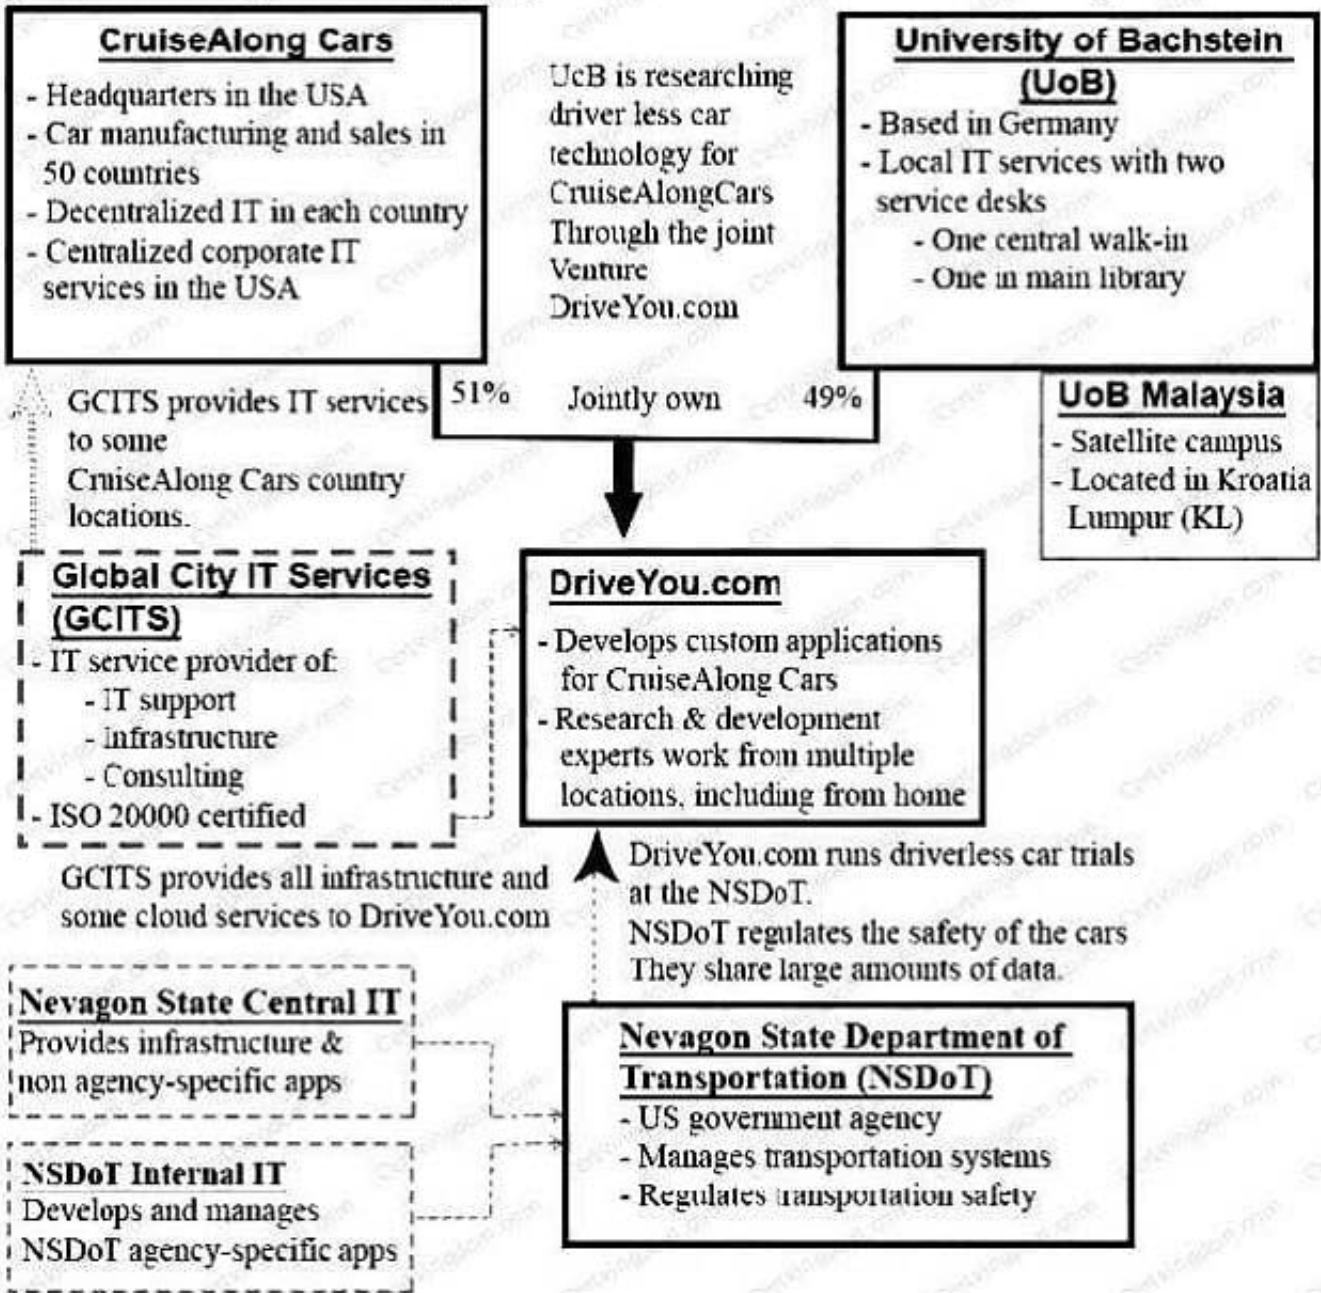 CruiseAlong Cars
- Headquarters in the USA
- Car manufacturing and sales in
50 countries
- Decentralized IT in each country
- Centralized corporate IT
services in the USA
UcB is researching
driver less car
technology for
CruiseAlongCars
Through the joint
Venture
DriveYou.com
University of Bachstein
(UoB)
- Based in Germany
- Local IT services with two
service desks
- One central walk-in
- One in main library
51% Jointly own 49%
UoB Malaysia
- Satellite campus
- Located in Kroatia
Lumpur (KL)
GCITS provides IT services
to some
CruiseAlong Cars country
locations.
Global City IT Services
(GCITS)
- IT service provider of:
- IT support
- Infrastructure
- Consulting
- ISO 20000 certified
DriveYou.com
- Develops custom applications
for CruiseAlong Cars
- Research & development
experts work from multiple
locations, including from home
GCITS provides all infrastructure and
some cloud services to DriveYou.com
DriveYou.com runs driverless car trials
at the NSDoT.
NSDoT regulates the safety of the cars
They share large amounts of data.
Nevagon State Central IT
Provides infrastructure &
non agency-specific apps
NSDoT Internal IT
Develops and manages
NSDoT agency-specific apps
Nevagon State Department of
Transportation (NSDoT)
- US government agency
- Manages transportation systems
- Regulates transportation safety